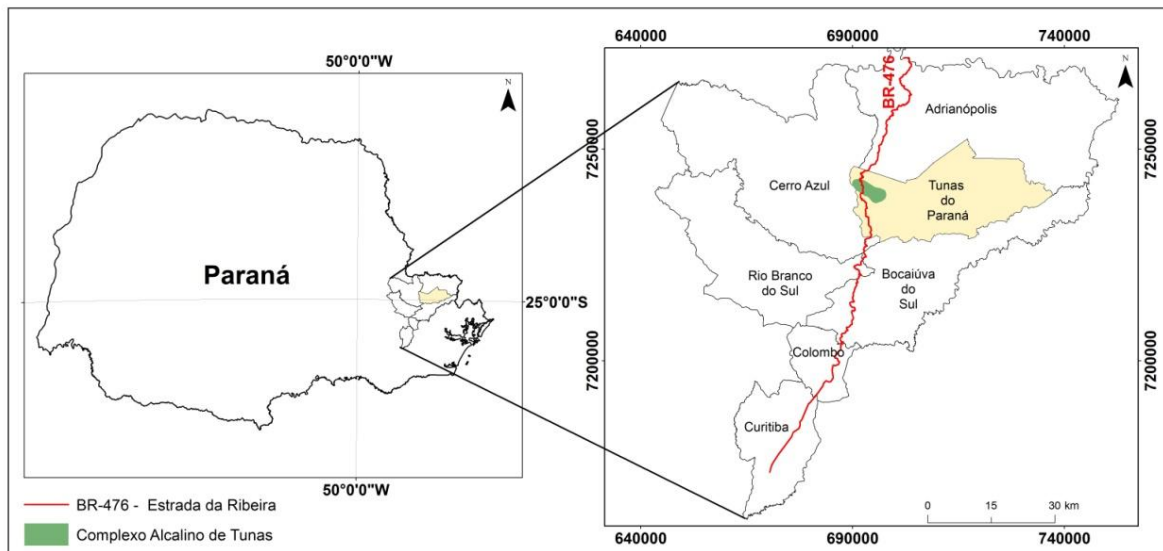 50°0'0"W
N
Paraná
25°0'0"S
50°0'0"W
BR-476 - Estrada da Ribeira
Complexo Alcalino de Tunas
640000
690000
740000
N
BR-476
Adrianópolis
7250000
7250000
Cerro Azul
Tunas
do
Paraná
Rio Branco
do Sul
Bocaiúva
do
Sul
Colombo
7200000
7200000
Curitiba
0
15
30 km
640000
690000
740000